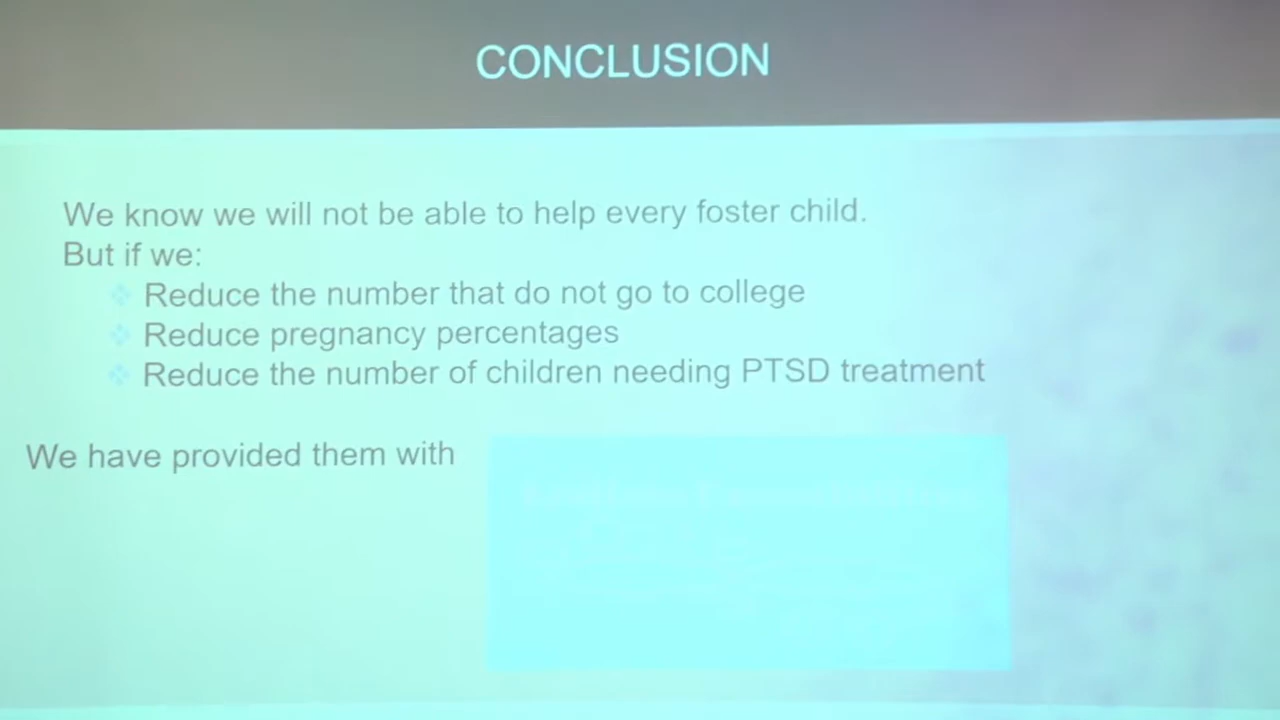 CONCLUSION
We know we will not be able to help every foster child.
But if we:
Reduce the number that do not go to college
Reduce pregnancy percentages
Reduce the number of children needing PTSD treatment
We have provided them with